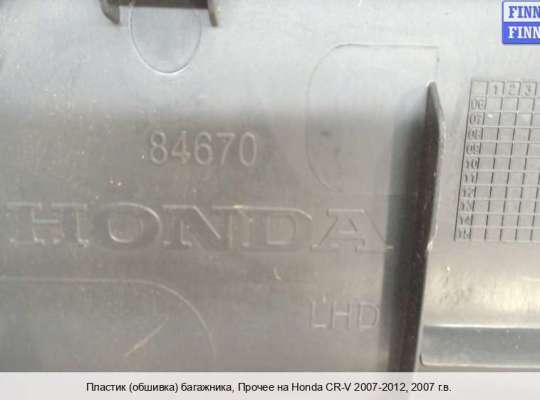 FINN
FINN
84670
HONDA
LHD
1 2 3
06
07
08
09
10
11
12
13
14
15
Пластик (обшивка) багажника, Прочее на Honda CR-V 2007-2012, 2007 г.в.